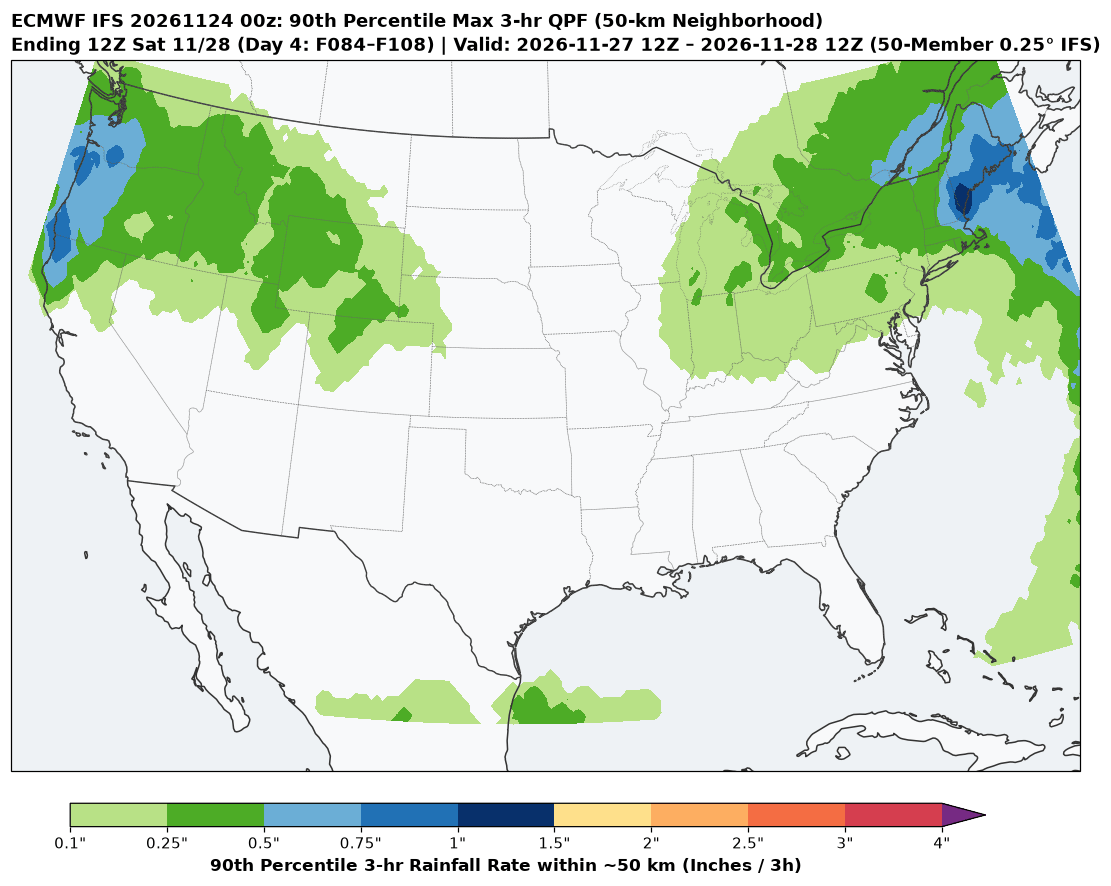 ECMWF IFS 20261124 00z: 90th Percentile Max 3-hr QPF (50-km Neighborhood)
Ending 12Z Sat 11/28 (Day 4: F084–F108) | Valid: 2026-11-27 12Z – 2026-11-28 12Z (50-Member 0.25° IFS)
0.1" 0.25" 0.5" 0.75" 1" 1.5" 2" 2.5" 3" 4"
90th Percentile 3-hr Rainfall Rate within ~50 km (Inches / 3h)